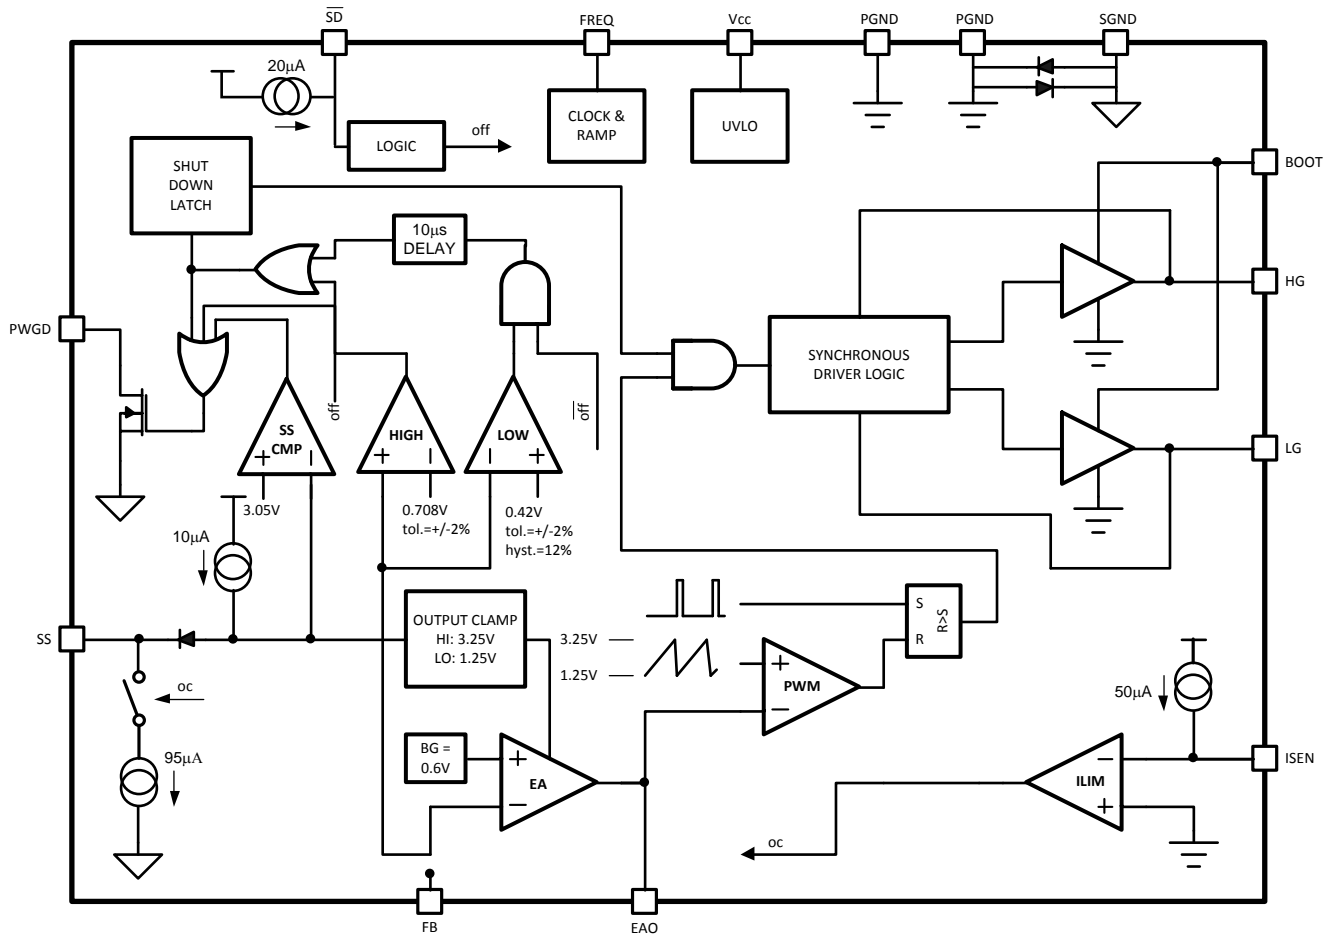 SD
FREQ
Vcc
PGND
PGND
SGND
20μA
LOGIC
off
CLOCK &
RAMP
UVLO
SHUT
DOWN
LATCH
BOOT
10μs
DELAY
HG
PWGD
SYNCHRONOUS
DRIVER LOGIC
off
off
SS
CMP
+
−
HIGH
+
−
LOW
−
+
LG
3.05V
0.708V
tol.=+/-2%
0.42V
tol.=+/-2%
hyst.=12%
10μA
OUTPUT CLAMP
HI: 3.25V
LO: 1.25V
3.25V
1.25V
S
R
R>S
SS
oc
+
PWM
−
50μA
95μA
BG =
0.6V
+
EA
−
−
ILIM
+
ISEN
oc
FB
EAO